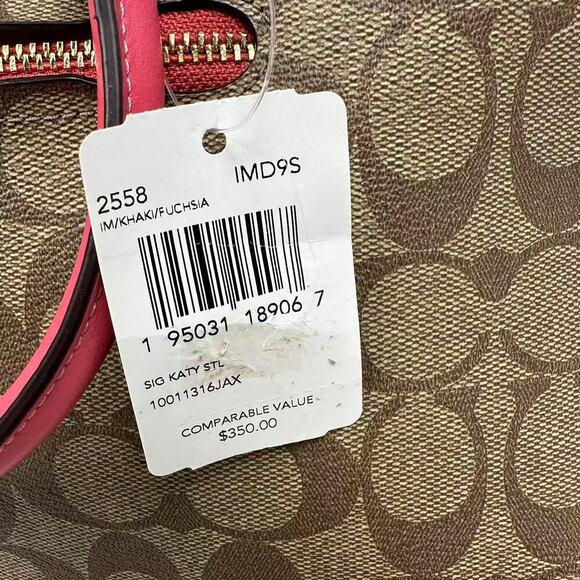 2558 IMD9S
IM/KHAKI/FUCHSIA
1 95031 18906 7
SIG KATY STL
10011316JAX
COMPARABLE VALUE
$350.00